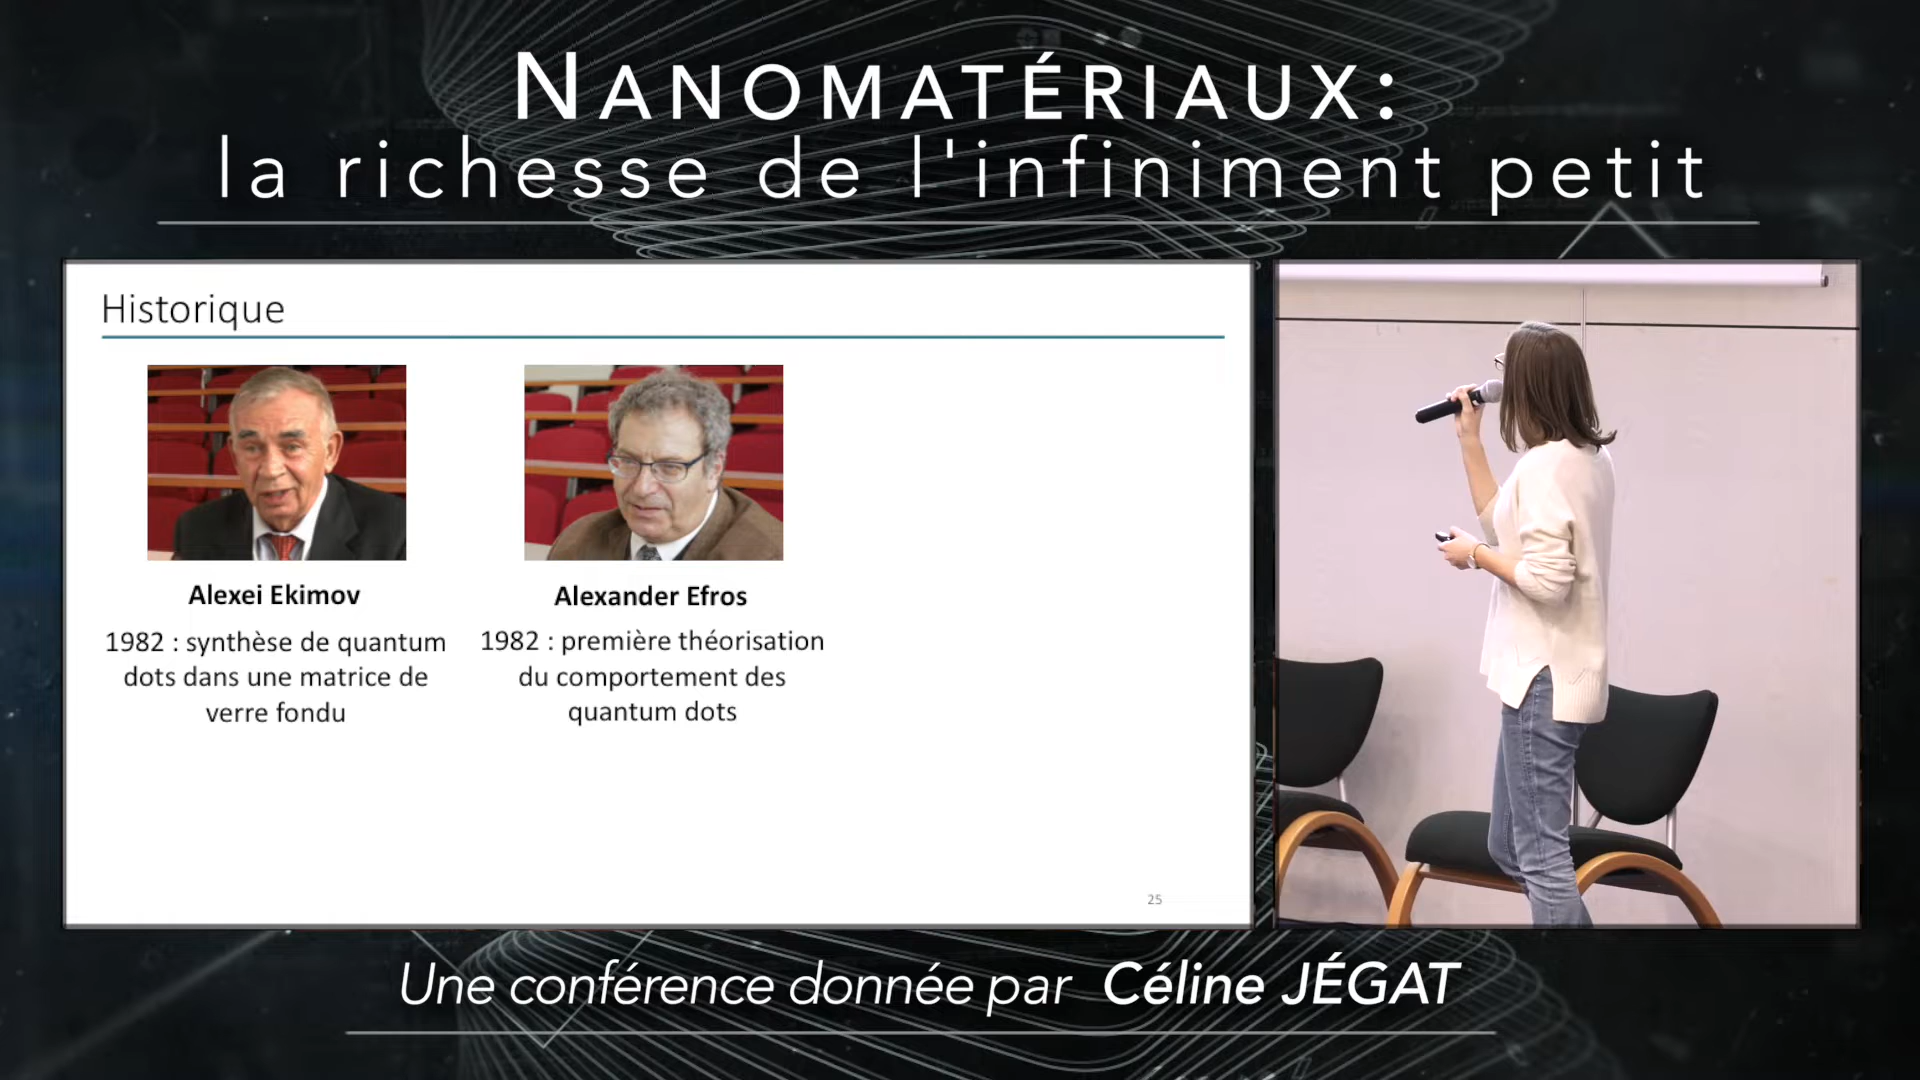 NANOMATÉRIAUX:
la richesse de l'infiniment petit
Historique
Alexei Ekimov
1982 : synthèse de quantum
dots dans une matrice de
verre fondu
Alexander Efros
1982 : première théorisation
du comportement des
quantum dots
25
Une conférence donnée par Céline JÉGAT